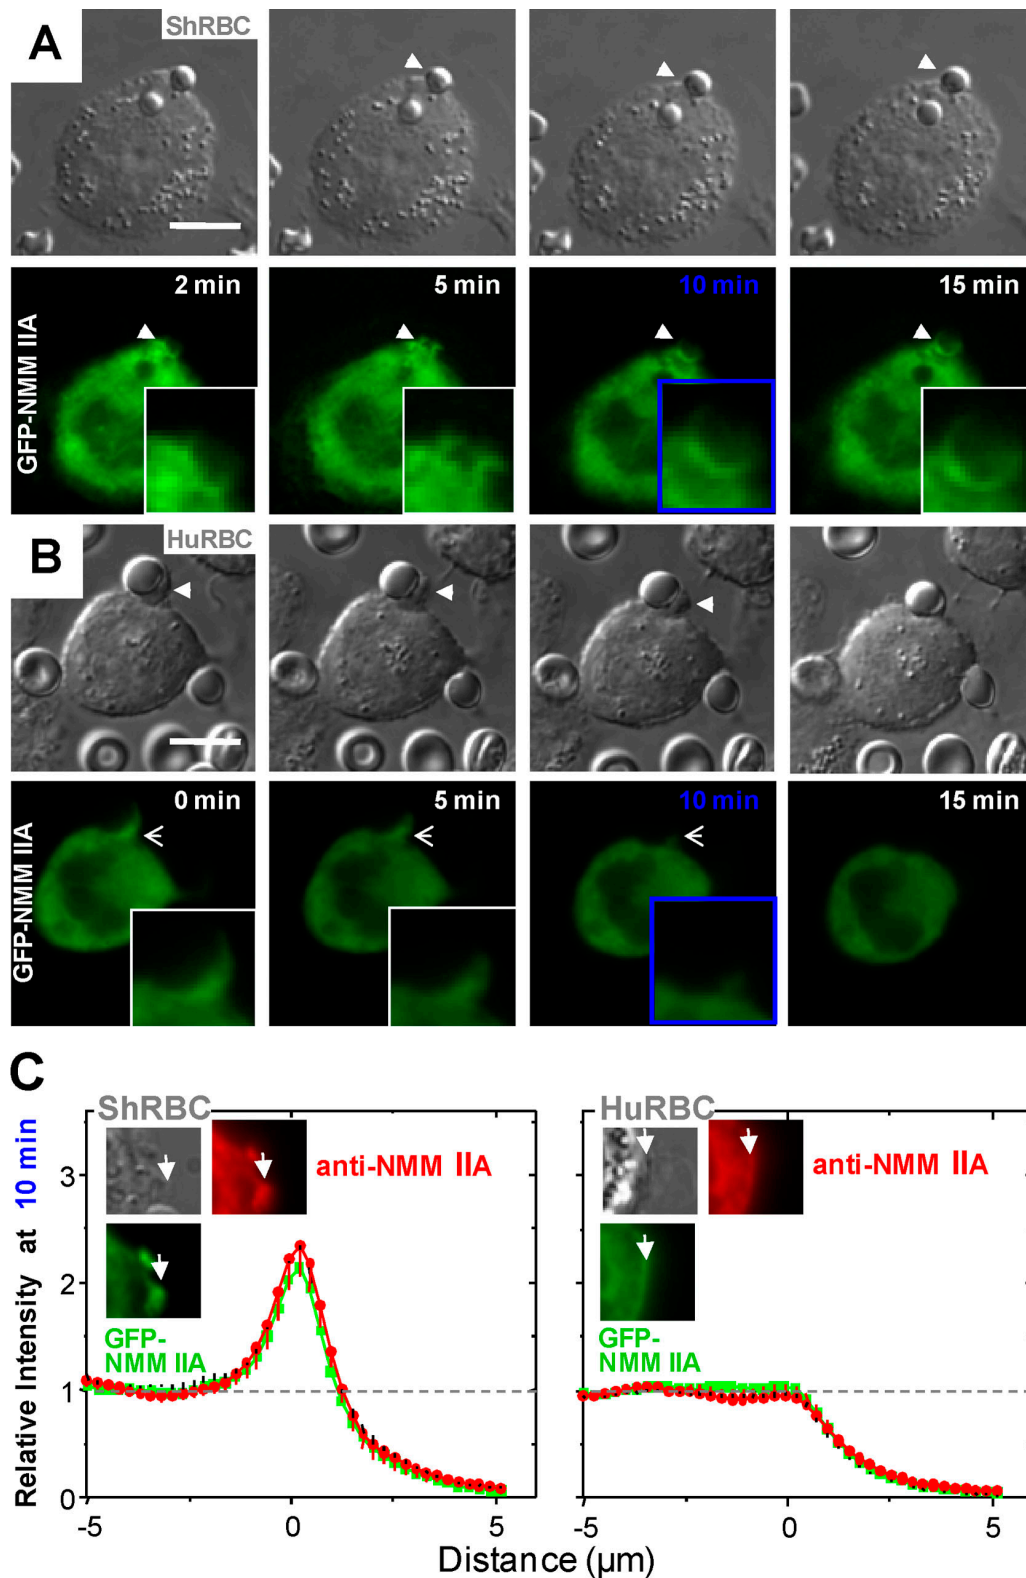 A
ShRBC
2 min
5 min
10 min
15 min
GFP-NMM IIA
B
HuRBC
0 min
5 min
10 min
15 min
GFP-NMM IIA
C
ShRBC
anti-NMM IIA
GFP-
NMM IIA
HuRBC
anti-NMM IIA
GFP-
NMM IIA
Relative Intensity at 10 min
3
2
1
0
-5
0
5
-5
0
5
Distance (μm)